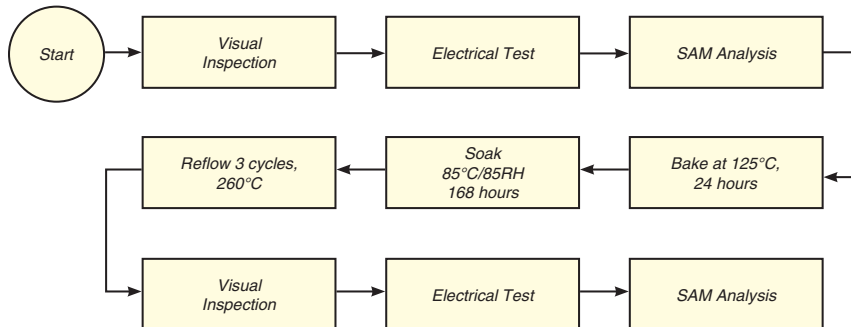 Start
Visual
Inspection
Electrical Test
SAM Analysis
Reflow 3 cycles,
260°C
Soak
85°C/85RH
168 hours
Bake at 125°C,
24 hours
Visual
Inspection
Electrical Test
SAM Analysis